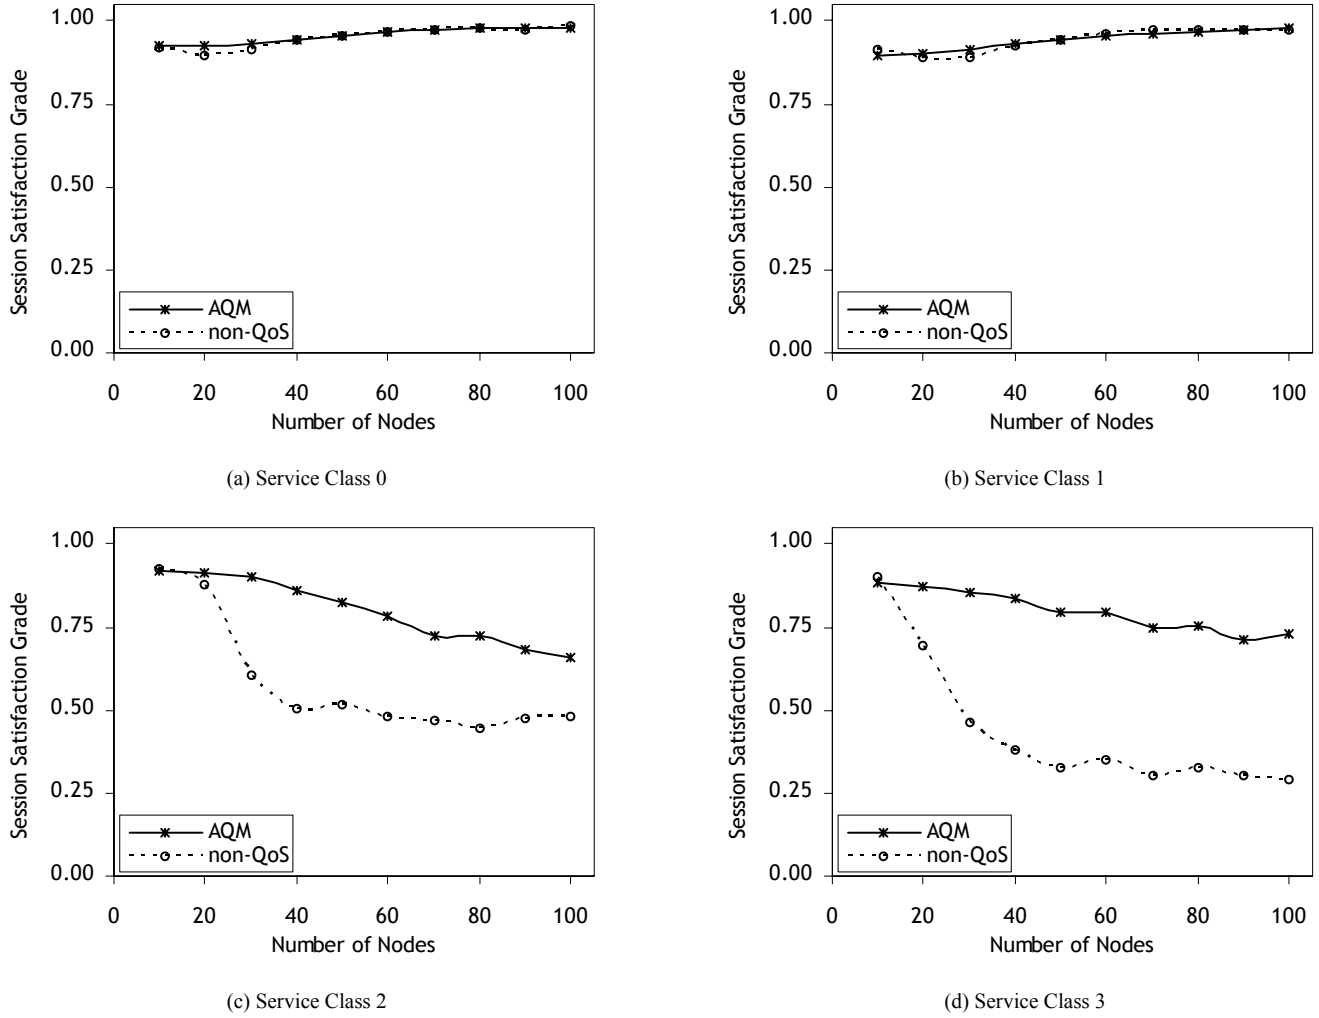 Session Satisfaction Grade
1.00
0.75
0.50
0.25
0.00
AQM
non-QoS
0 20 40 60 80 100
Number of Nodes
(a) Service Class 0
Session Satisfaction Grade
1.00
0.75
0.50
0.25
0.00
AQM
non-QoS
0 20 40 60 80 100
Number of Nodes
(b) Service Class 1
Session Satisfaction Grade
1.00
0.75
0.50
0.25
0.00
AQM
non-QoS
0 20 40 60 80 100
Number of Nodes
(c) Service Class 2
Session Satisfaction Grade
1.00
0.75
0.50
0.25
0.00
AQM
non-QoS
0 20 40 60 80 100
Number of Nodes
(d) Service Class 3